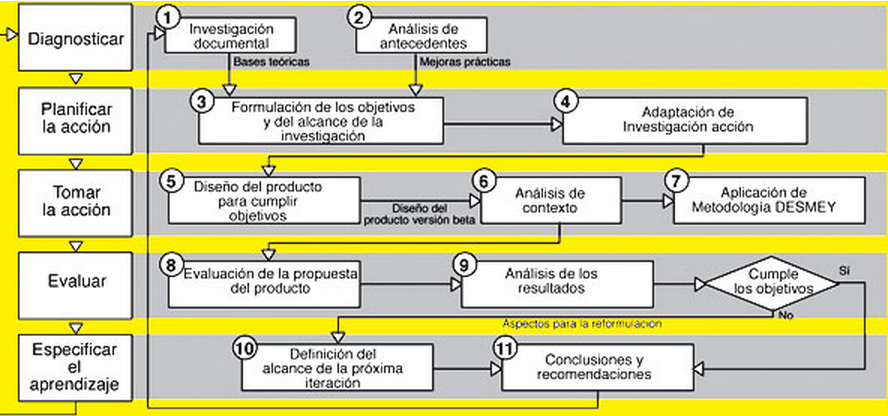 Diagnosticar
1
Investigación
documental
2
Análisis de
antecedentes
Bases teóricas
Mejoras prácticas
Planificar
la acción
3
Formulación de los objetivos
y del alcance de la
investigación
4
Adaptación de
Investigación acción
Tomar
la acción
5
Diseño del producto
para cumplir
objetivos
Diseño del
producto versión beta
6
Análisis de
contexto
7
Aplicación de
Metodología DESMEY
Evaluar
8
Evaluación de la propuesta
del producto
9
Análisis de los
resultados
Cumple
los objetivos
Sí
No
Aspectos para la reformulación
Especificar
el
aprendizaje
10
Definición del
alcance de la próxima
iteración
11
Conclusiones y
recomendaciones